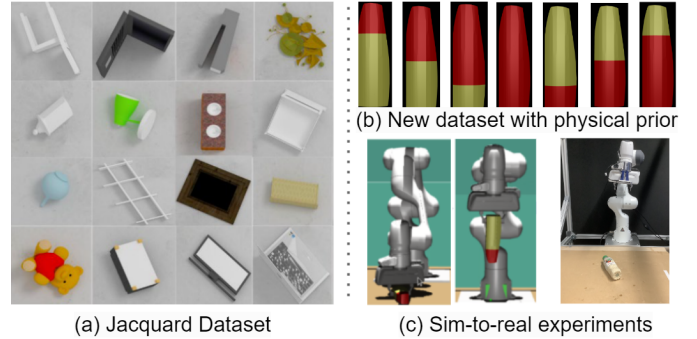 (b) New dataset with physical prior
(a) Jacquard Dataset
(c) Sim-to-real experiments